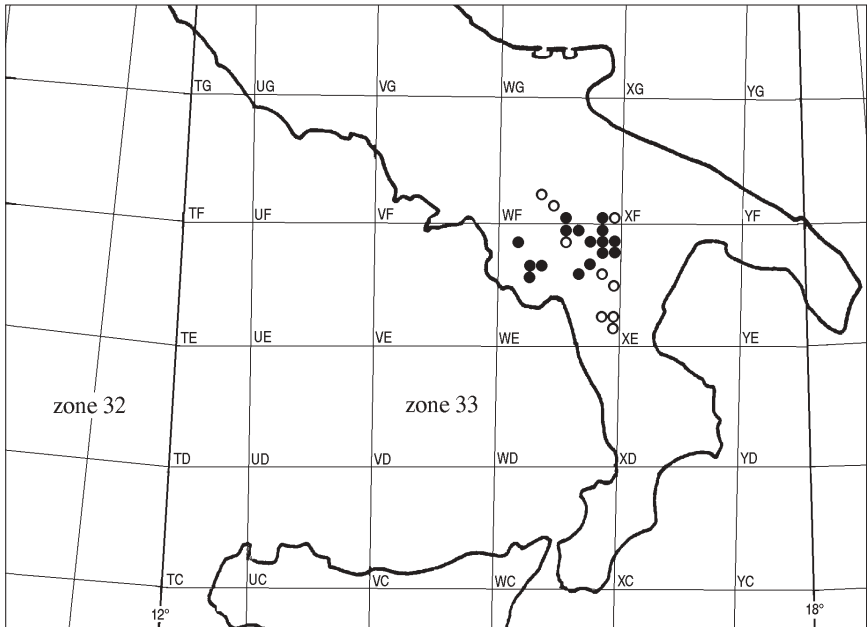 TG UG VG WG XG YG
TF UF VF WF XF YF
TE UE VE WE XE YE
zone 32 zone 33
TD UD VD WD XD YD
TC UC VC WC XC YC
12° 18°